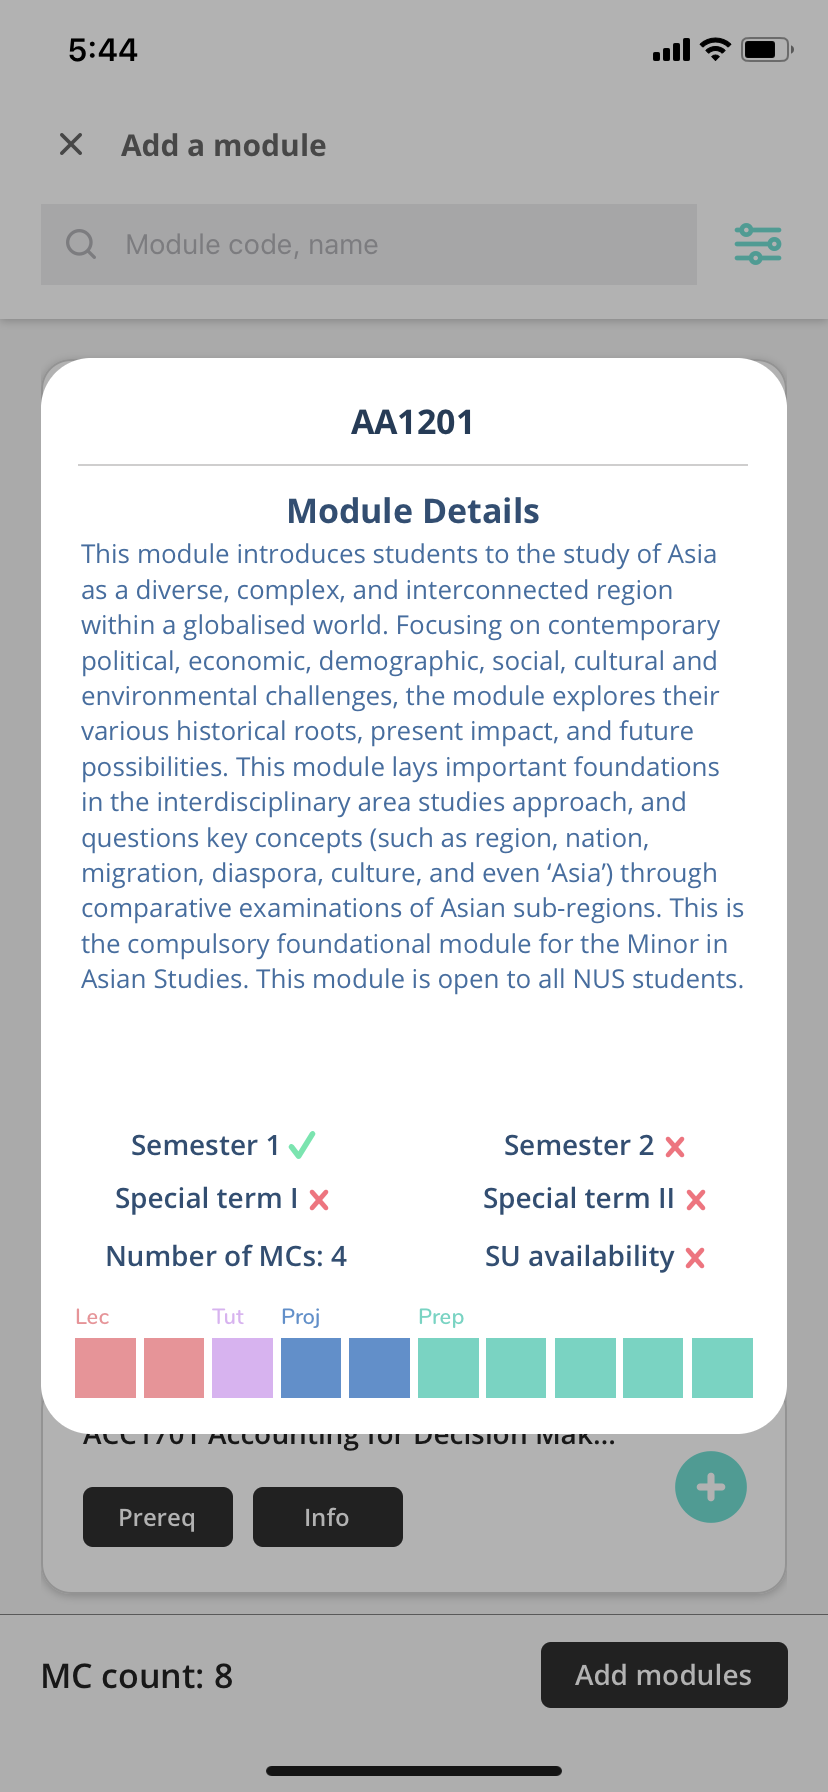 5:44
Add a module
Module code, name
AA1201
Module Details
This module introduces students to the study of Asia
as a diverse, complex, and interconnected region
within a globalised world. Focusing on contemporary
political, economic, demographic, social, cultural and
environmental challenges, the module explores their
various historical roots, present impact, and future
possibilities. This module lays important foundations
in the interdisciplinary area studies approach, and
questions key concepts (such as region, nation,
migration, diaspora, culture, and even ‘Asia’) through
comparative examinations of Asian sub-regions. This is
the compulsory foundational module for the Minor in
Asian Studies. This module is open to all NUS students.
Semester 1 Semester 2
Special term I Special term II
Number of MCs: 4 SU availability
Lec Tut Proj Prep
ACC1701 Accounting for Decision Mak...
Prereq Info
MC count: 8 Add modules